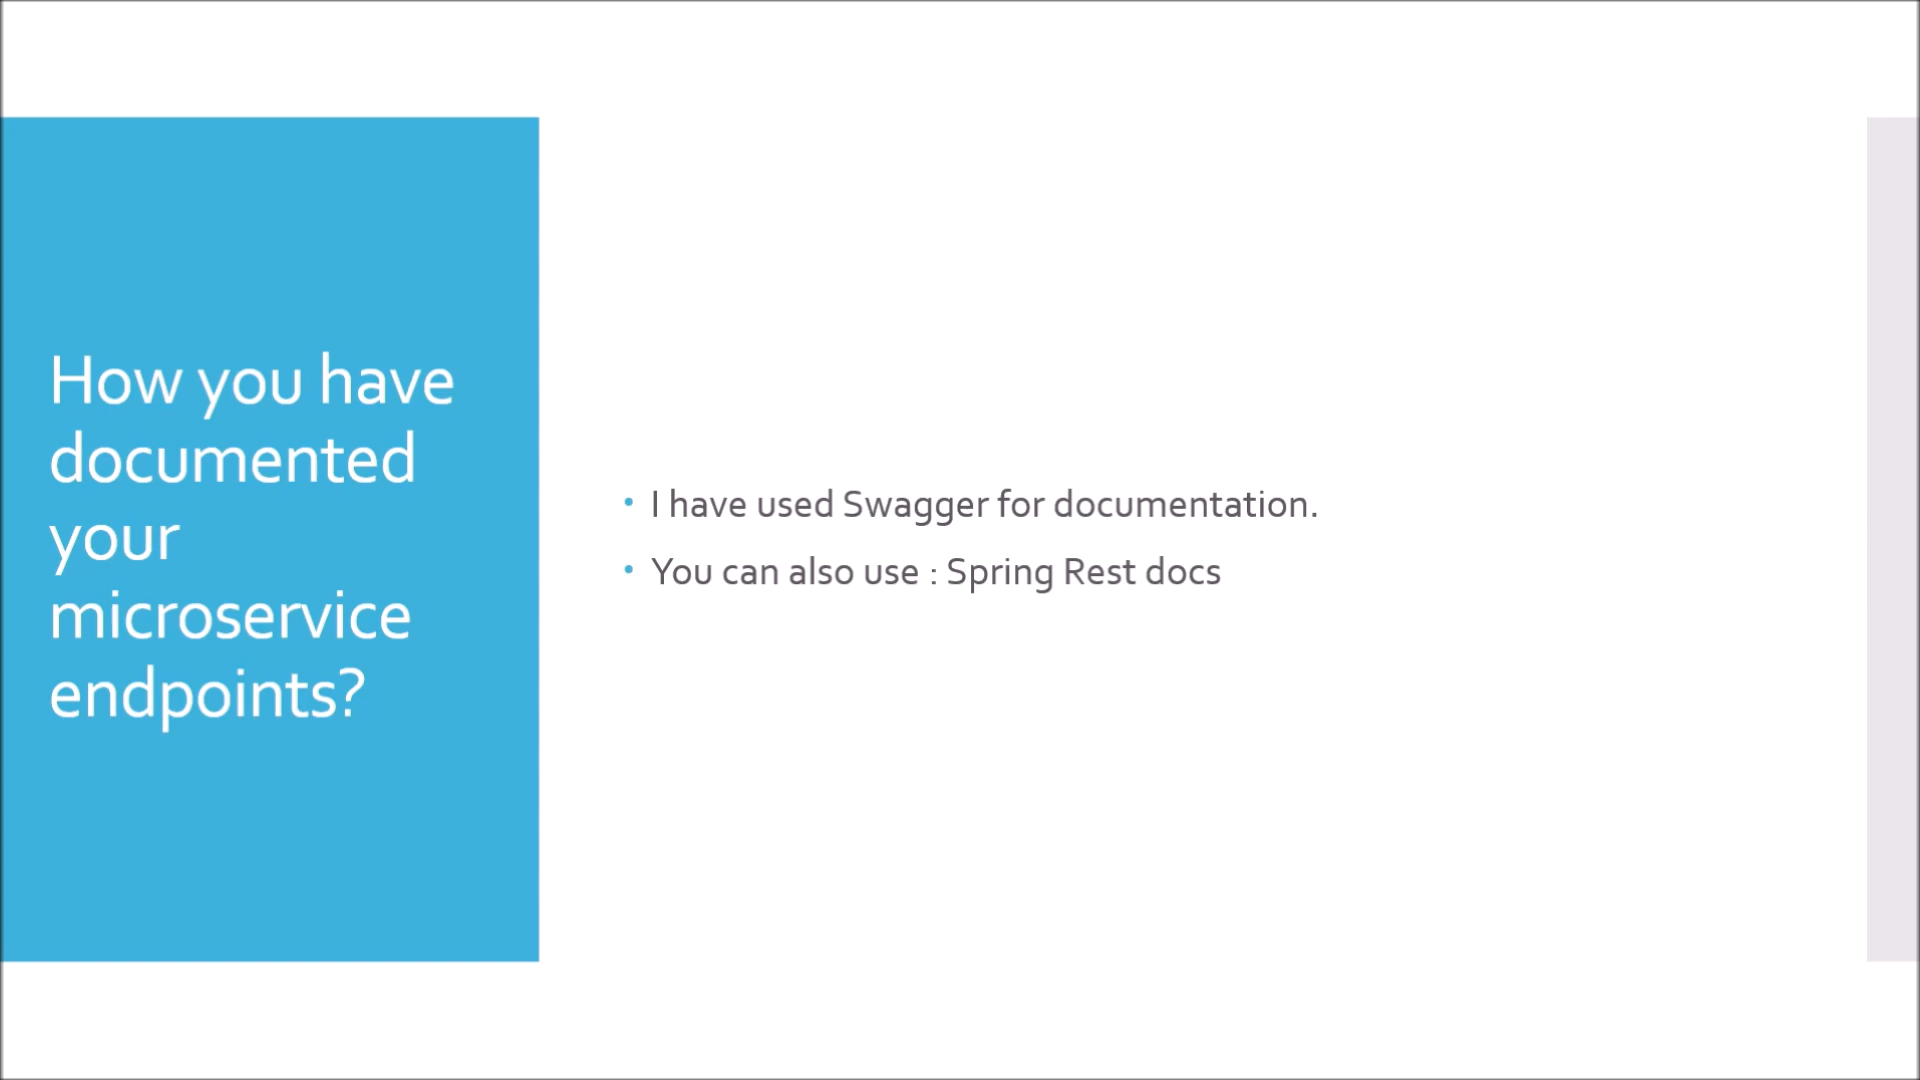 How you have
documented
your
microservice
endpoints?
• I have used Swagger for documentation.
• You can also use : Spring Rest docs